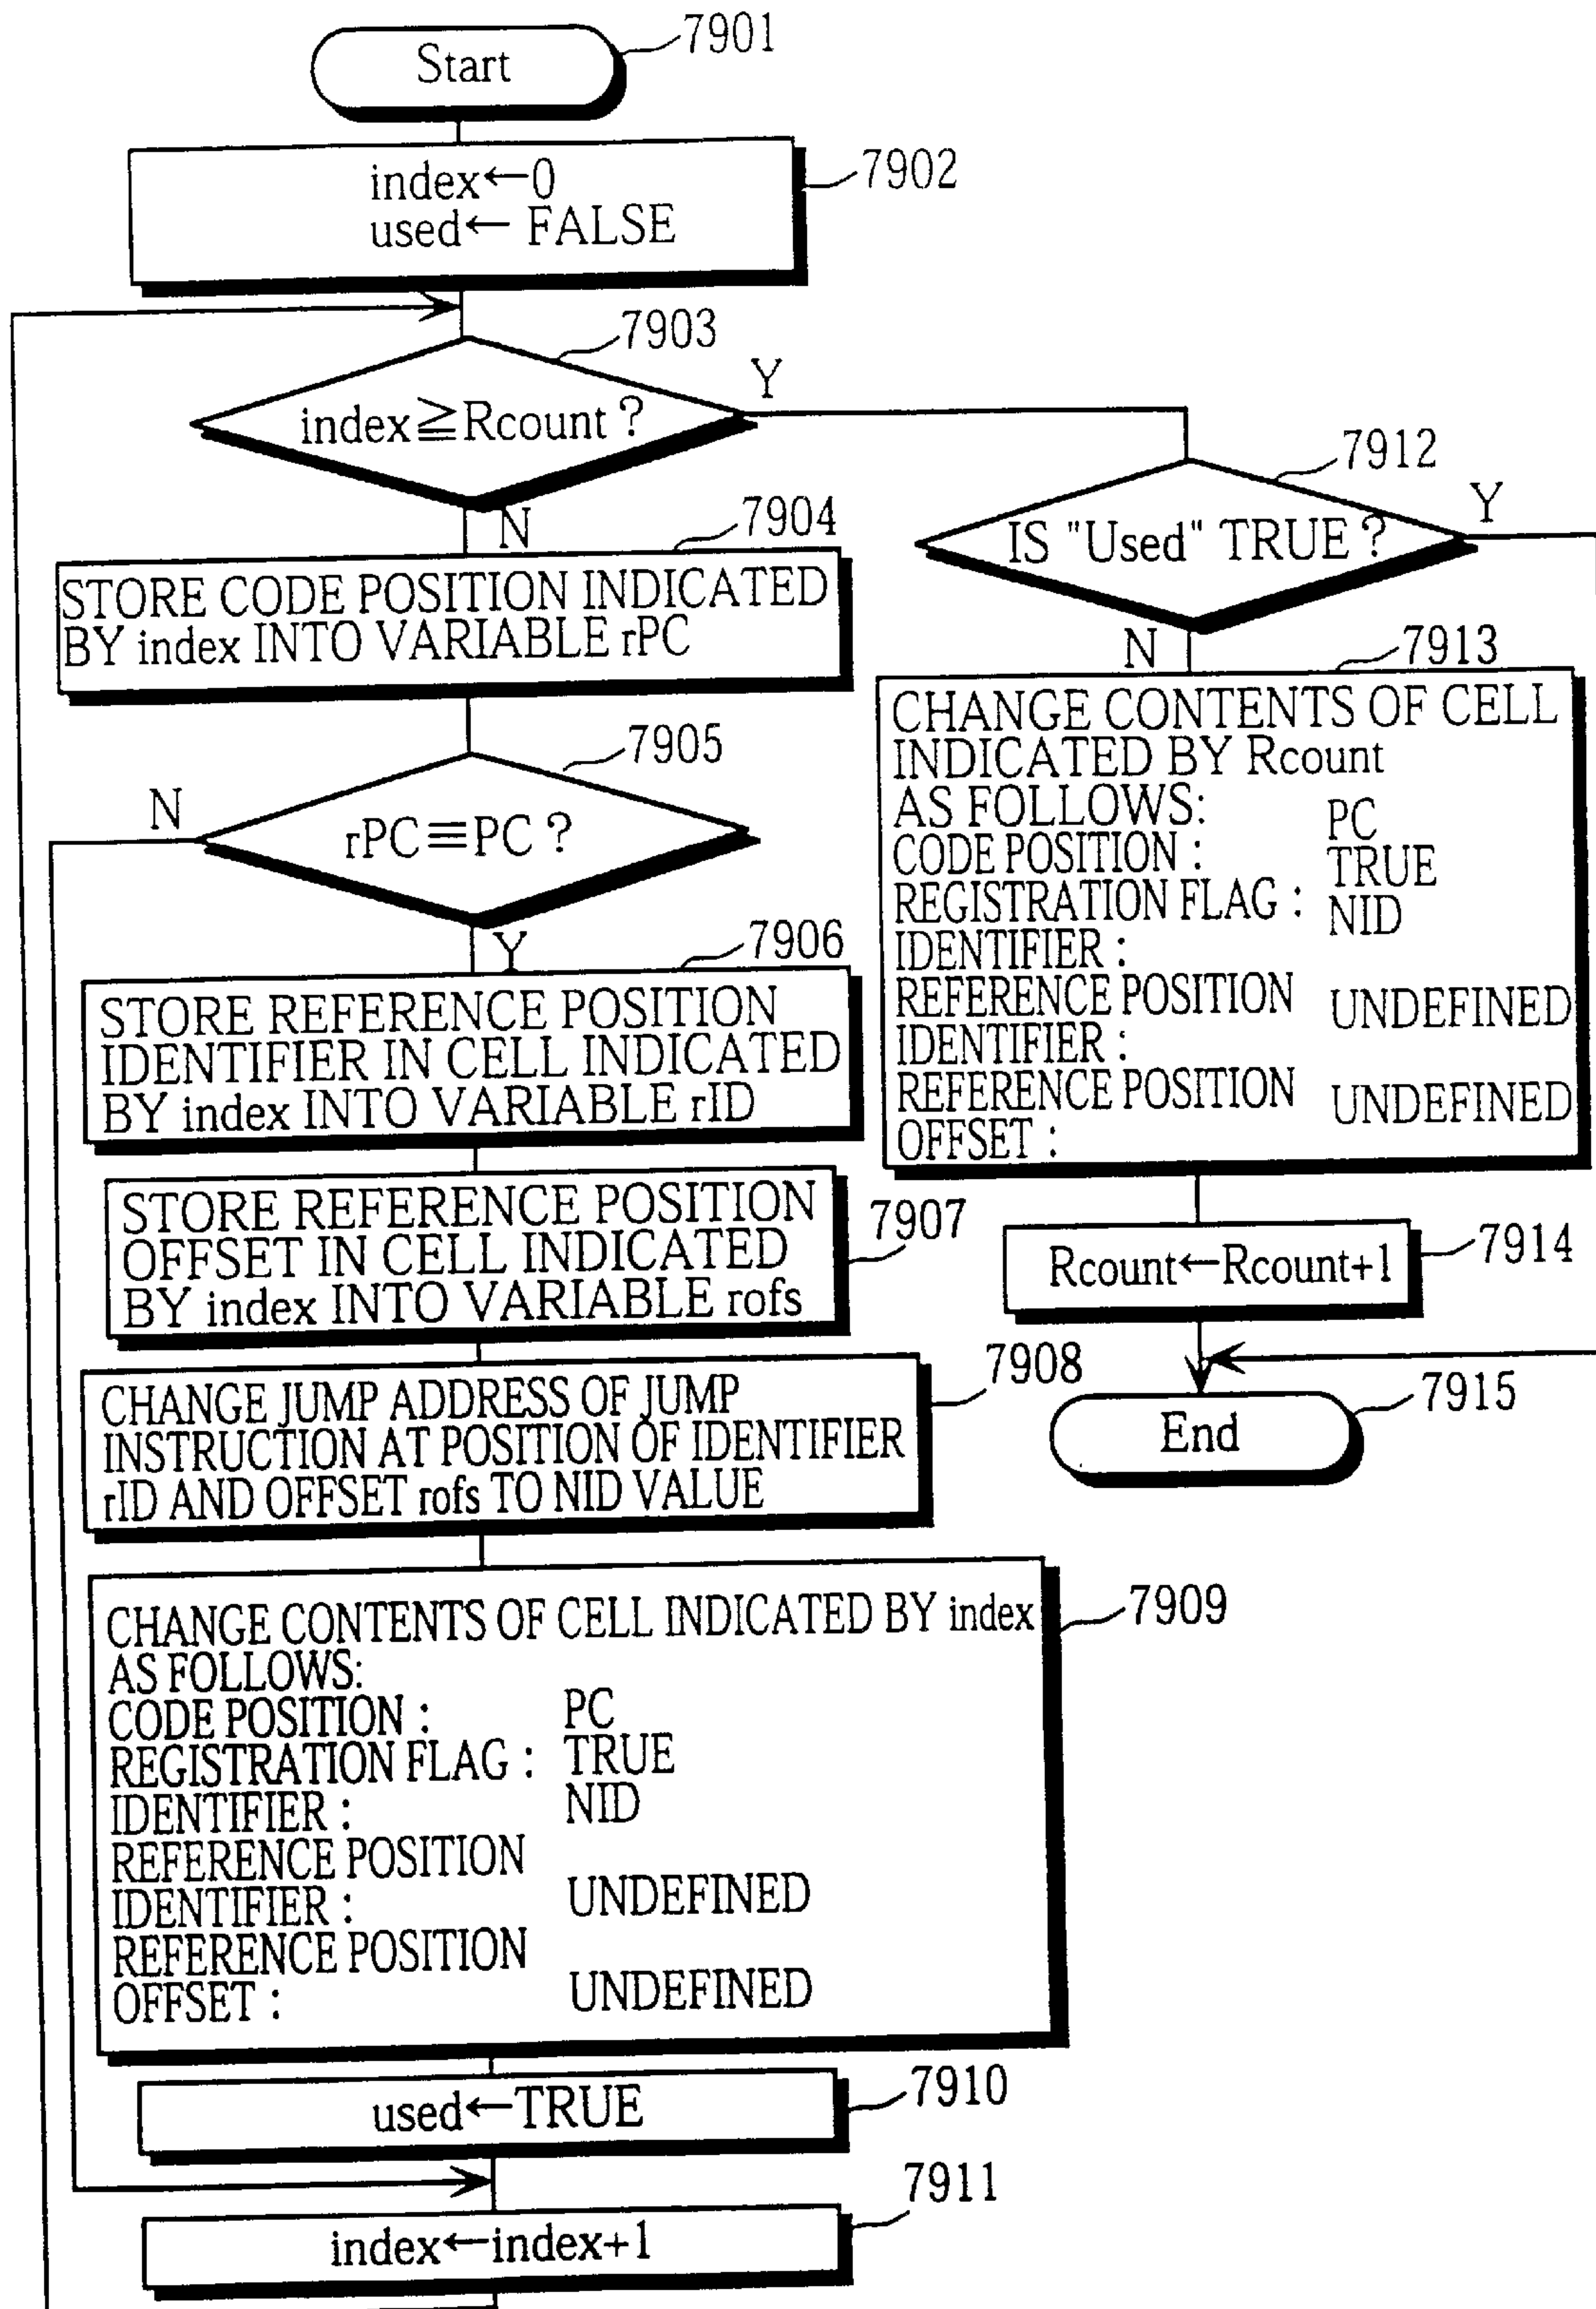 Start
7901
index←0
used← FALSE
7902
7903
index≧Rcount ?
Y
N
7904
STORE CODE POSITION INDICATED
BY index INTO VARIABLE rPC
7905
N
rPC≡PC ?
Y
7906
STORE REFERENCE POSITION
IDENTIFIER IN CELL INDICATED
BY index INTO VARIABLE rID
STORE REFERENCE POSITION
OFFSET IN CELL INDICATED
BY index INTO VARIABLE rofs
7907
7908
CHANGE JUMP ADDRESS OF JUMP
INSTRUCTION AT POSITION OF IDENTIFIER
rID AND OFFSET rofs TO NID VALUE
7909
CHANGE CONTENTS OF CELL INDICATED BY index
AS FOLLOWS:
CODE POSITION : PC
REGISTRATION FLAG : TRUE
IDENTIFIER : NID
REFERENCE POSITION
IDENTIFIER : UNDEFINED
REFERENCE POSITION
OFFSET : UNDEFINED
used←TRUE
7910
7911
index←index+1
7912
IS "Used" TRUE ?
Y
N
7913
CHANGE CONTENTS OF CELL
INDICATED BY Rcount
AS FOLLOWS:
CODE POSITION : PC
REGISTRATION FLAG : TRUE
IDENTIFIER : NID
REFERENCE POSITION
IDENTIFIER : UNDEFINED
REFERENCE POSITION
OFFSET : UNDEFINED
Rcount←Rcount+1
7914
End
7915